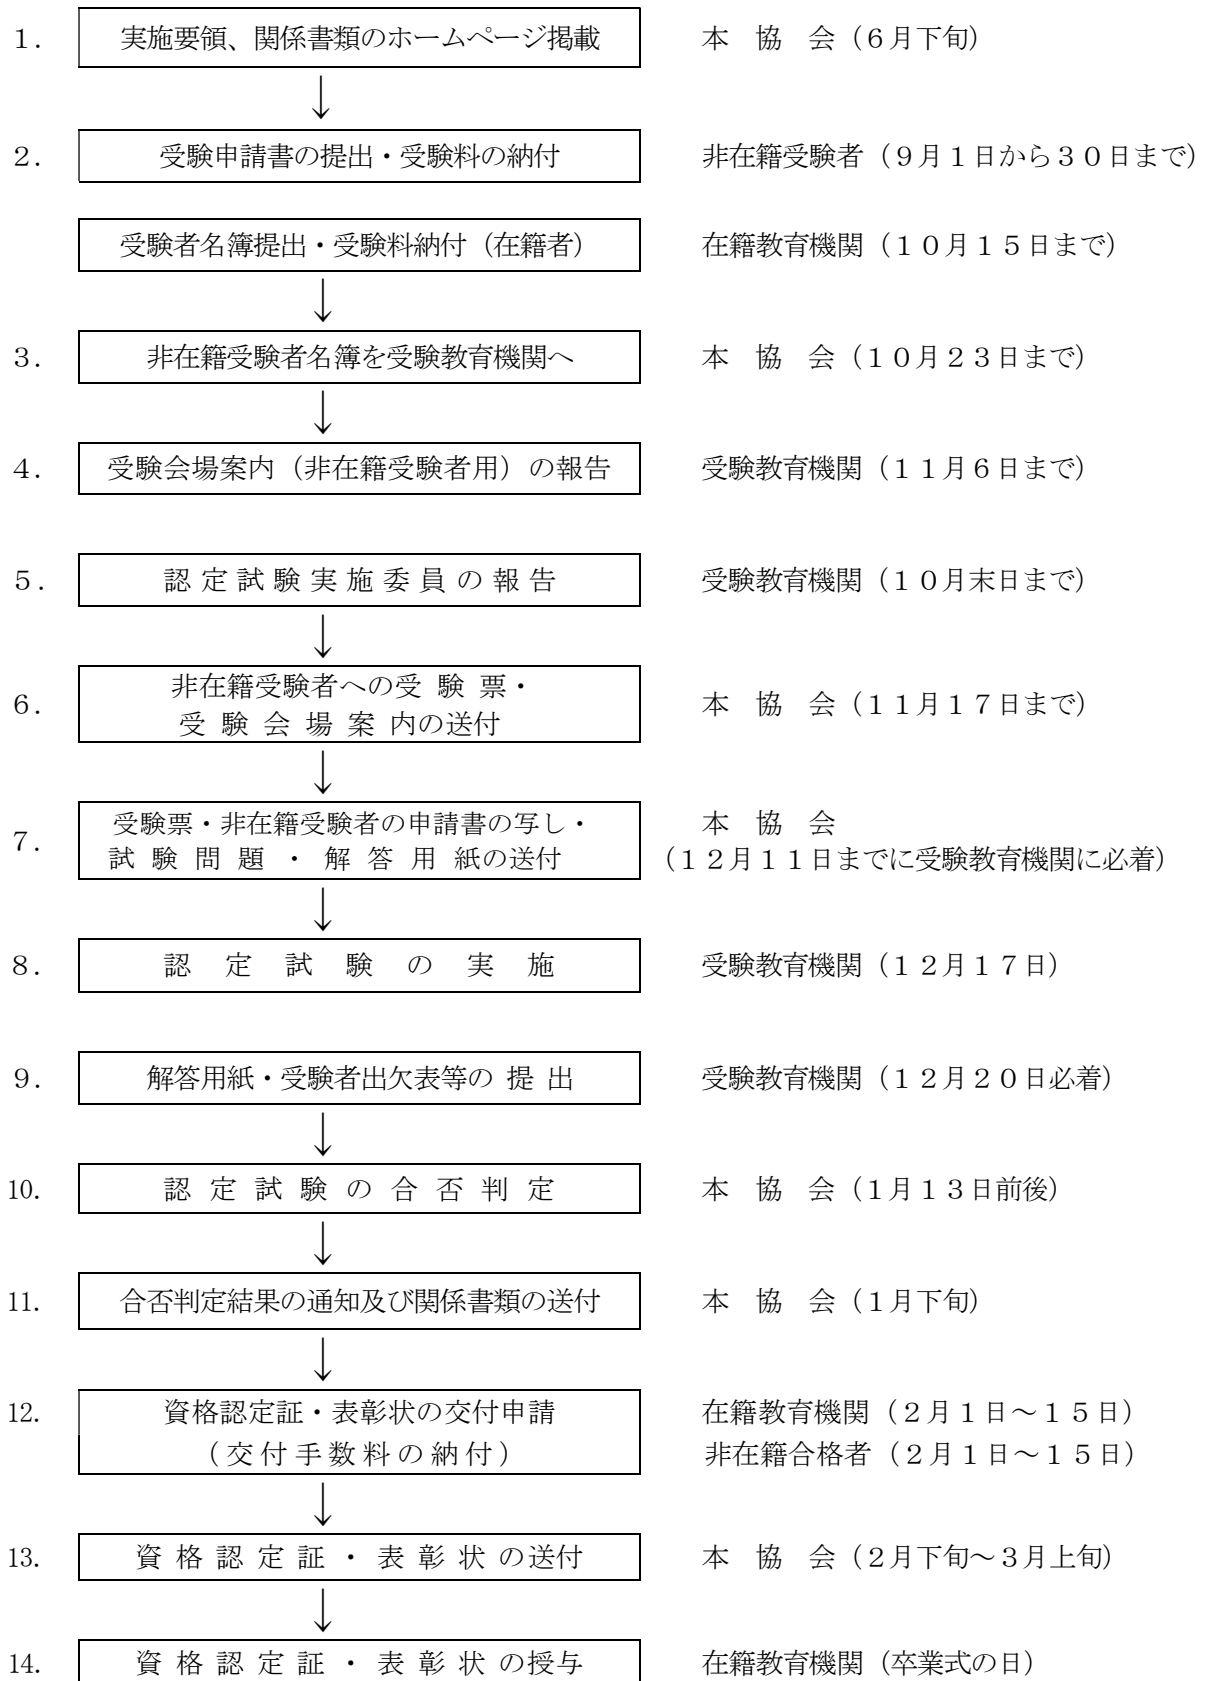 １． 実施要領、関係書類のホームページ掲載 本　協　会（６月下旬）
２． 受験申請書の提出・受験料の納付 非在籍受験者（９月１日から３０日まで）
受験者名簿提出・受験料納付（在籍者） 在籍教育機関（１０月１５日まで）
３． 非在籍受験者名簿を受験教育機関へ 本　協　会（１０月２３日まで）
４． 受験会場案内（非在籍受験者用）の報告 受験教育機関（１１月６日まで）
５． 認 定 試 験 実 施 委 員 の 報 告 受験教育機関（１０月末日まで）
６． 非在籍受験者への受 験 票・ 本　協　会（１１月１７日まで）
受 験 会 場 案 内の送付
７． 受験票・非在籍受験者の申請書の写し・ 本　協　会
試 験 問 題 ・ 解 答 用 紙の送付 （１２月１１日までに受験教育機関に必着）
８． 認　定　試　験　の　実　施 受験教育機関（１２月１７日）
９． 解答用紙・受験者出欠表等の 提 出 受験教育機関（１２月２０日必着）
10. 認 定 試 験 の 合 否 判 定 本　協　会（１月１３日前後）
11. 合否判定結果の通知及び関係書類の送付 本　協　会（１月下旬）
12. 資格認定証・表彰状の交付申請 在籍教育機関（２月１日～１５日）
（交 付 手 数 料 の 納 付） 非在籍合格者（２月１日～１５日）
13. 資 格 認 定 証 ・ 表 彰 状 の送付 本　協　会（２月下旬～３月上旬）
14. 資 格 認 定 証 ・ 表 彰 状 の授与 在籍教育機関（卒業式の日）